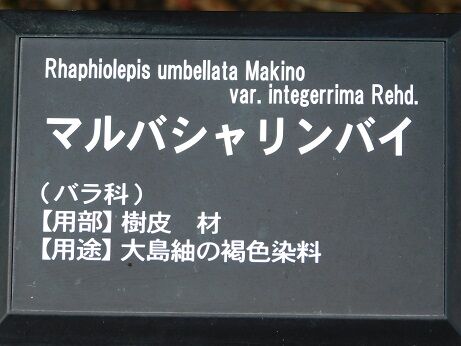 Rhaphiolepis umbellata Makino
var. integerrima Rehd.
マルバシャリンバイ
（バラ科）
【用部】樹皮　材
【用途】大島紬の褐色染料